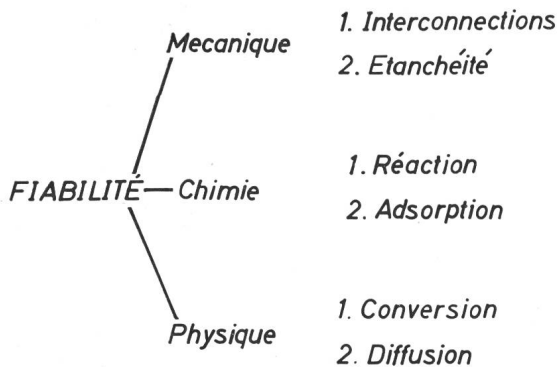 Mecanique
1. Interconnections
2. Etanchéité
FIABILITÉ — Chimie
1. Réaction
2. Adsorption
Physique
1. Conversion
2. Diffusion